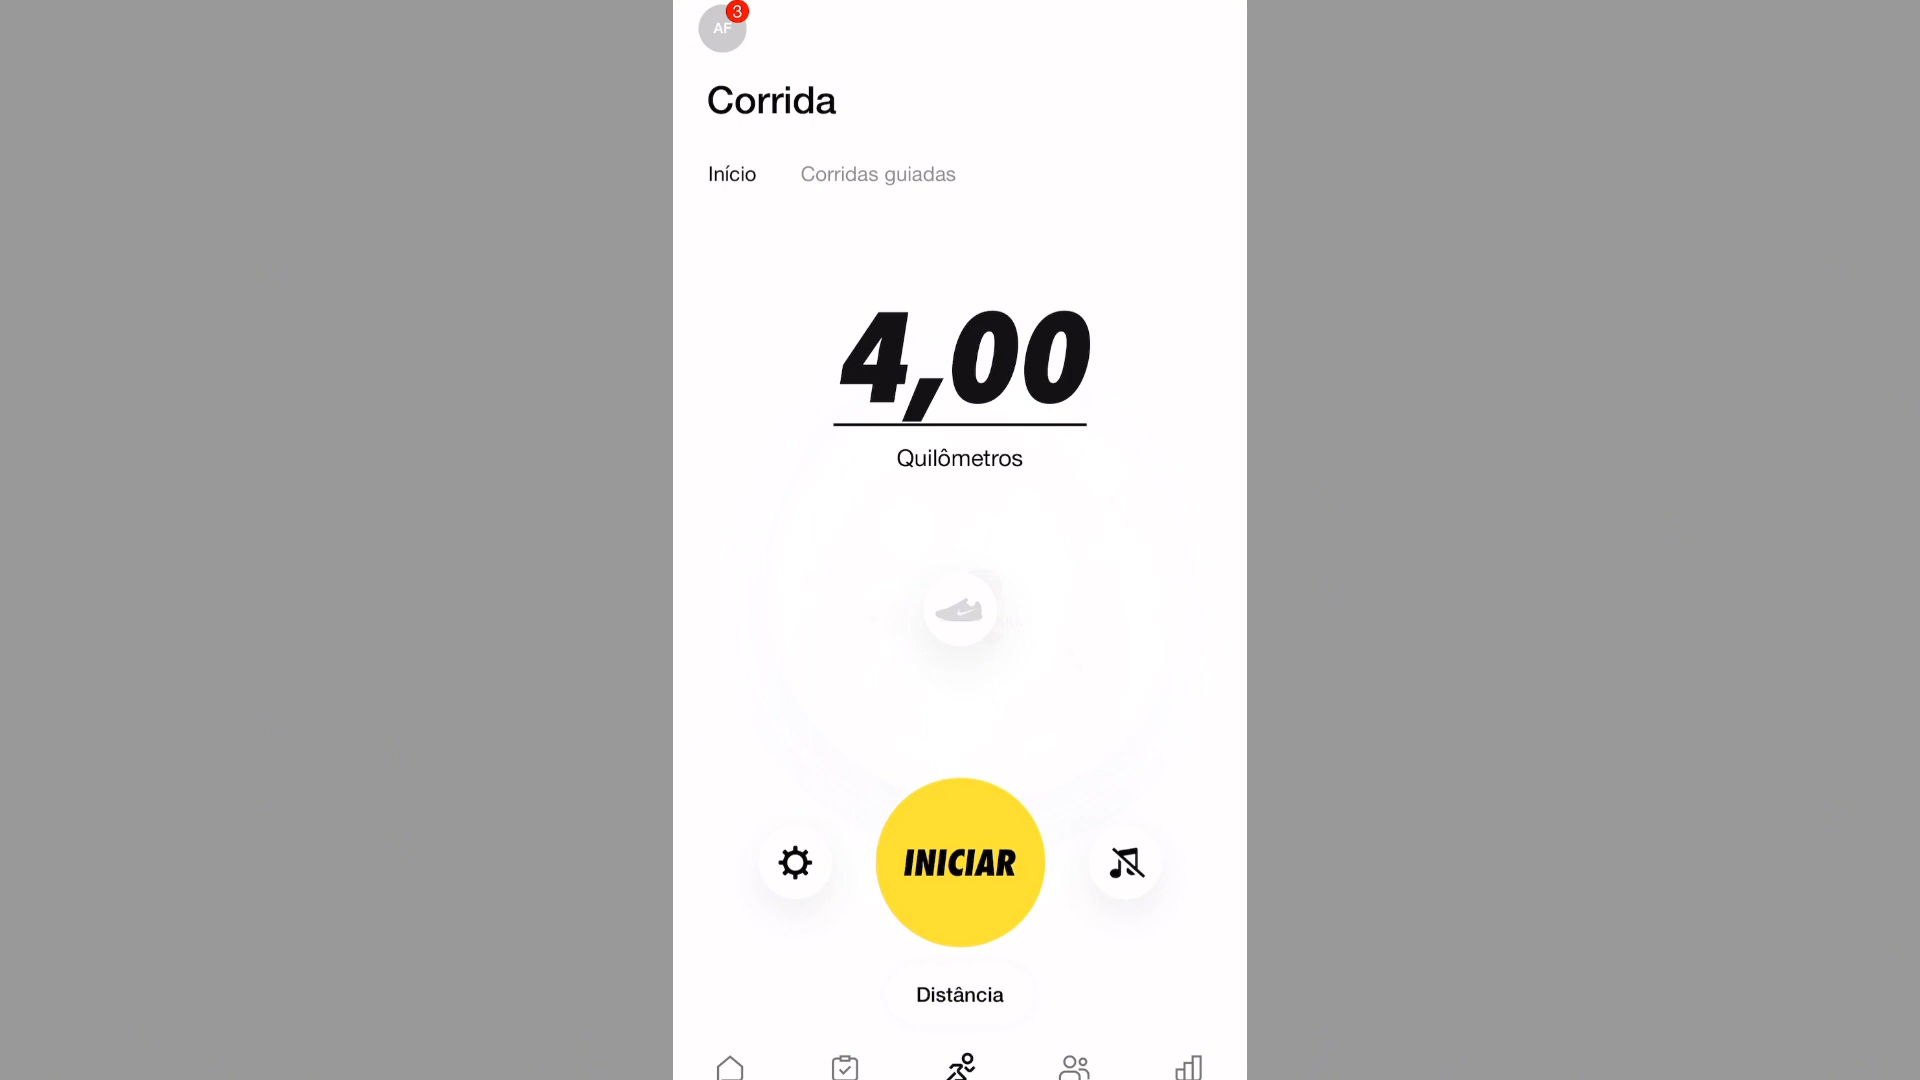 3
AF
Corrida
Início Corridas guiadas
4,00
Quilômetros
INICIAR
Distância